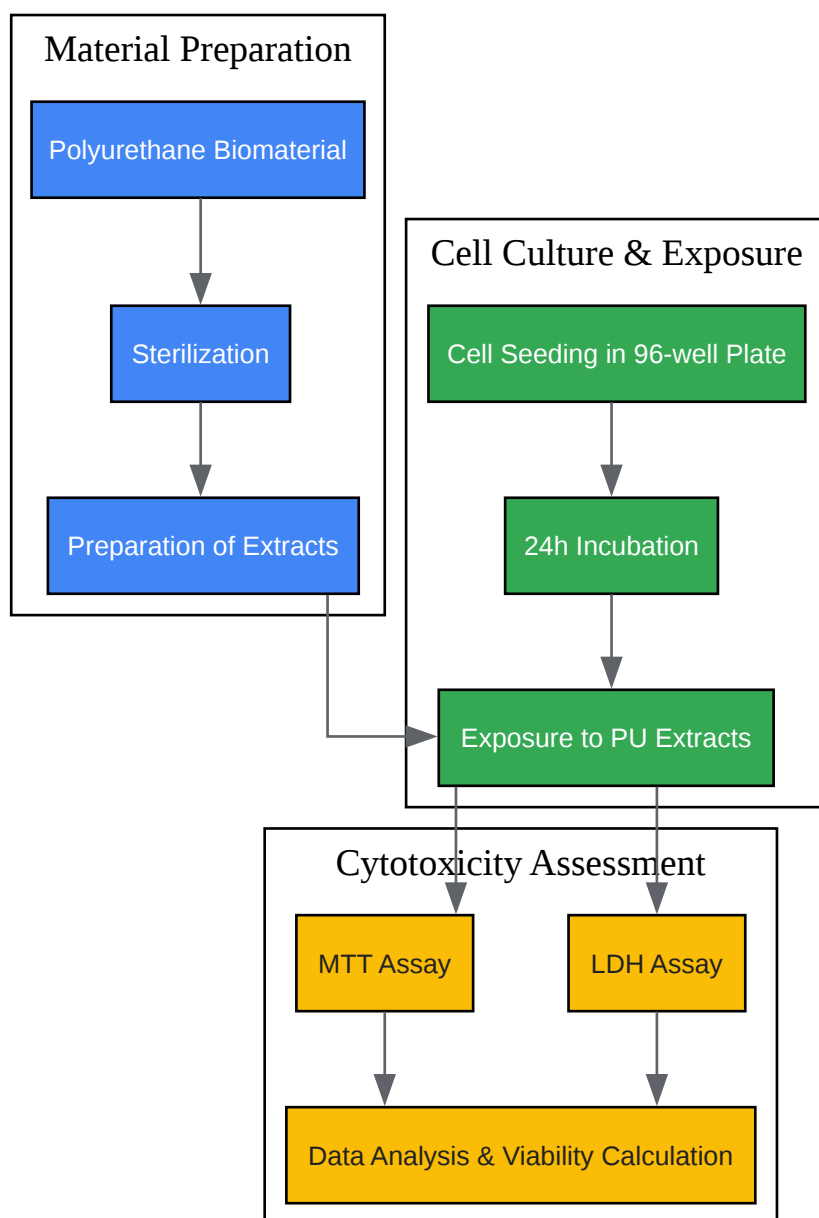 Material Preparation
Polyurethane Biomaterial
Sterilization
Preparation of Extracts
Cell Culture & Exposure
Cell Seeding in 96-well Plate
24h Incubation
Exposure to PU Extracts
Cytotoxicity Assessment
MTT Assay
LDH Assay
Data Analysis & Viability Calculation